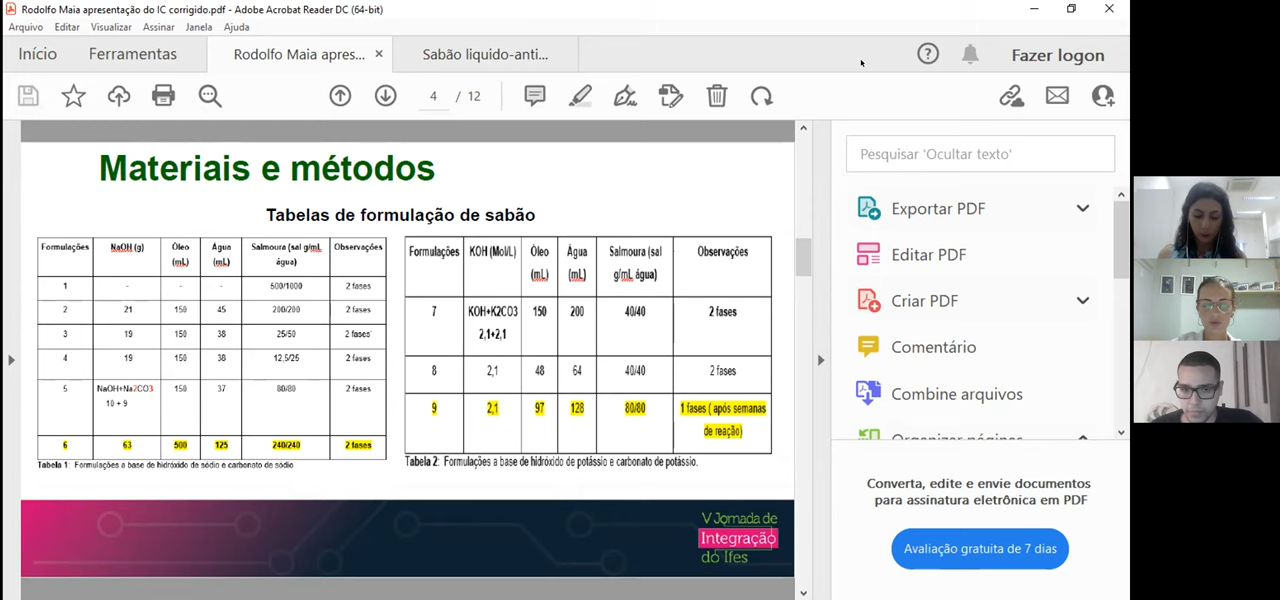 Rodolfo Maia apresentação do IC corrigido.pdf - Adobe Acrobat Reader DC (64-bit)
Arquivo Editar Visualizar Assinar Janela Ajuda
Início Ferramentas Rodolfo Maia apres... × Sabão liquido-anti... Fazer logon
4 / 12
Materiais e métodos
Tabelas de formulação de sabão
Formulações NaOH (g) Óleo (mL) Água (mL) Salmoura (sal g/mL água) Observações
1 - - - 500/1000 2 fases
2 21 150 45 200/200 2 fases
3 19 150 38 25/50 2 fases
4 19 150 38 12,5/25 2 fases
5 NaOH+Na2CO3 10 + 9 150 37 80/80 2 fases
6 63 500 125 240/240 2 fases
Tabela 1: Formulações a base de hidróxido de sódio e carbonato de sódio.
Formulações KOH (Mol/L) Óleo (mL) Água (mL) Salmoura (sal g/mL água) Observações
7 KOH+K2CO3 2,1+2,1 150 200 40/40 2 fases
8 2,1 48 64 40/40 2 fases
9 2,1 97 128 80/80 1 fases ( após semanas de reação)
Tabela 2: Formulações a base de hidróxido de potássio e carbonato de potássio.
V Jornada de
Integração
do Ifes
Pesquisar 'Ocultar texto'
Exportar PDF
Editar PDF
Criar PDF
Comentário
Combine arquivos
Organizar páginas
Converta, edite e envie documentos
para assinatura eletrônica em PDF
Avaliação gratuita de 7 dias